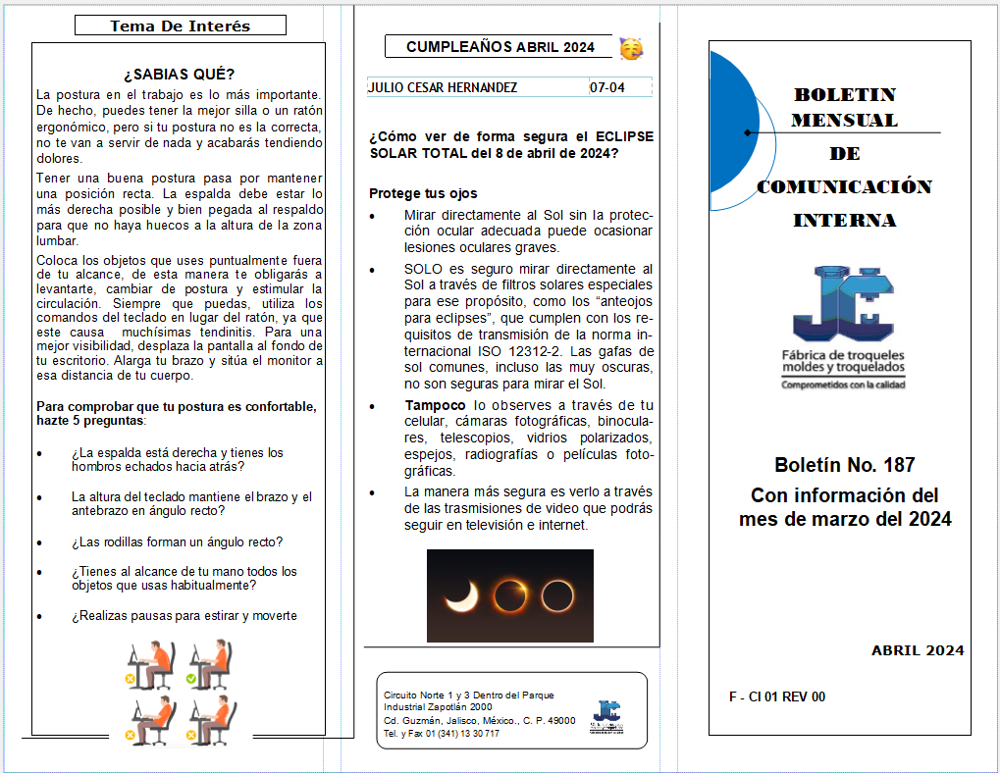 Tema De Interés
¿SABIAS QUÉ?
La postura en el trabajo es lo más importante.
De hecho, puedes tener la mejor silla o un ratón
ergonómico, pero si tu postura no es la correcta,
no te van a servir de nada y acabarás tendiendo
dolores.
Tener una buena postura pasa por mantener
una posición recta. La espalda debe estar lo
más derecha posible y bien pegada al respaldo
para que no haya huecos a la altura de la zona
lumbar.
Coloca los objetos que uses puntualmente fuera
de tu alcance, de esta manera te obligarás a
levantarte, cambiar de postura y estimular la
circulación. Siempre que puedas, utiliza los
comandos del teclado en lugar del ratón, ya que
este causa muchísimas tendinitis. Para una
mejor visibilidad, desplaza la pantalla al fondo de
tu escritorio. Alarga tu brazo y sitúa el monitor a
esa distancia de tu cuerpo.
Para comprobar que tu postura es confortable,
hazte 5 preguntas:
• ¿La espalda está derecha y tienes los
hombros echados hacia atrás?
• La altura del teclado mantiene el brazo y el
antebrazo en ángulo recto?
• ¿Las rodillas forman un ángulo recto?
• ¿Tienes al alcance de tu mano todos los
objetos que usas habitualmente?
• ¿Realizas pausas para estirar y moverte
CUMPLEAÑOS ABRIL 2024
JULIO CESAR HERNANDEZ 07-04
¿Cómo ver de forma segura el ECLIPSE
SOLAR TOTAL del 8 de abril de 2024?
Protege tus ojos
• Mirar directamente al Sol sin la protec-
ción ocular adecuada puede ocasionar
lesiones oculares graves.
• SOLO es seguro mirar directamente al
Sol a través de filtros solares especiales
para ese propósito, como los “anteojos
para eclipses”, que cumplen con los re-
quisitos de transmisión de la norma in-
ternacional ISO 12312-2. Las gafas de
sol comunes, incluso las muy oscuras,
no son seguras para mirar el Sol.
• Tampoco lo observes a través de tu
celular, cámaras fotográficas, binocula-
res, telescopios, vidrios polarizados,
espejos, radiografías o películas foto-
gráficas.
• La manera más segura es verlo a través
de las trasmisiones de video que podrás
seguir en televisión e internet.
Circuito Norte 1 y 3 Dentro del Parque
Industrial Zapotlán 2000
Cd. Guzmán, Jalisco, México., C. P. 49000
Tel. y Fax 01 (341) 13 30 717
BOLETIN
MENSUAL
DE
COMUNICACIÓN
INTERNA
JC
Fábrica de troqueles
moldes y troquelados
Comprometidos con la calidad
Boletín No. 187
Con información del
mes de marzo del 2024
ABRIL 2024
F - CI 01 REV 00